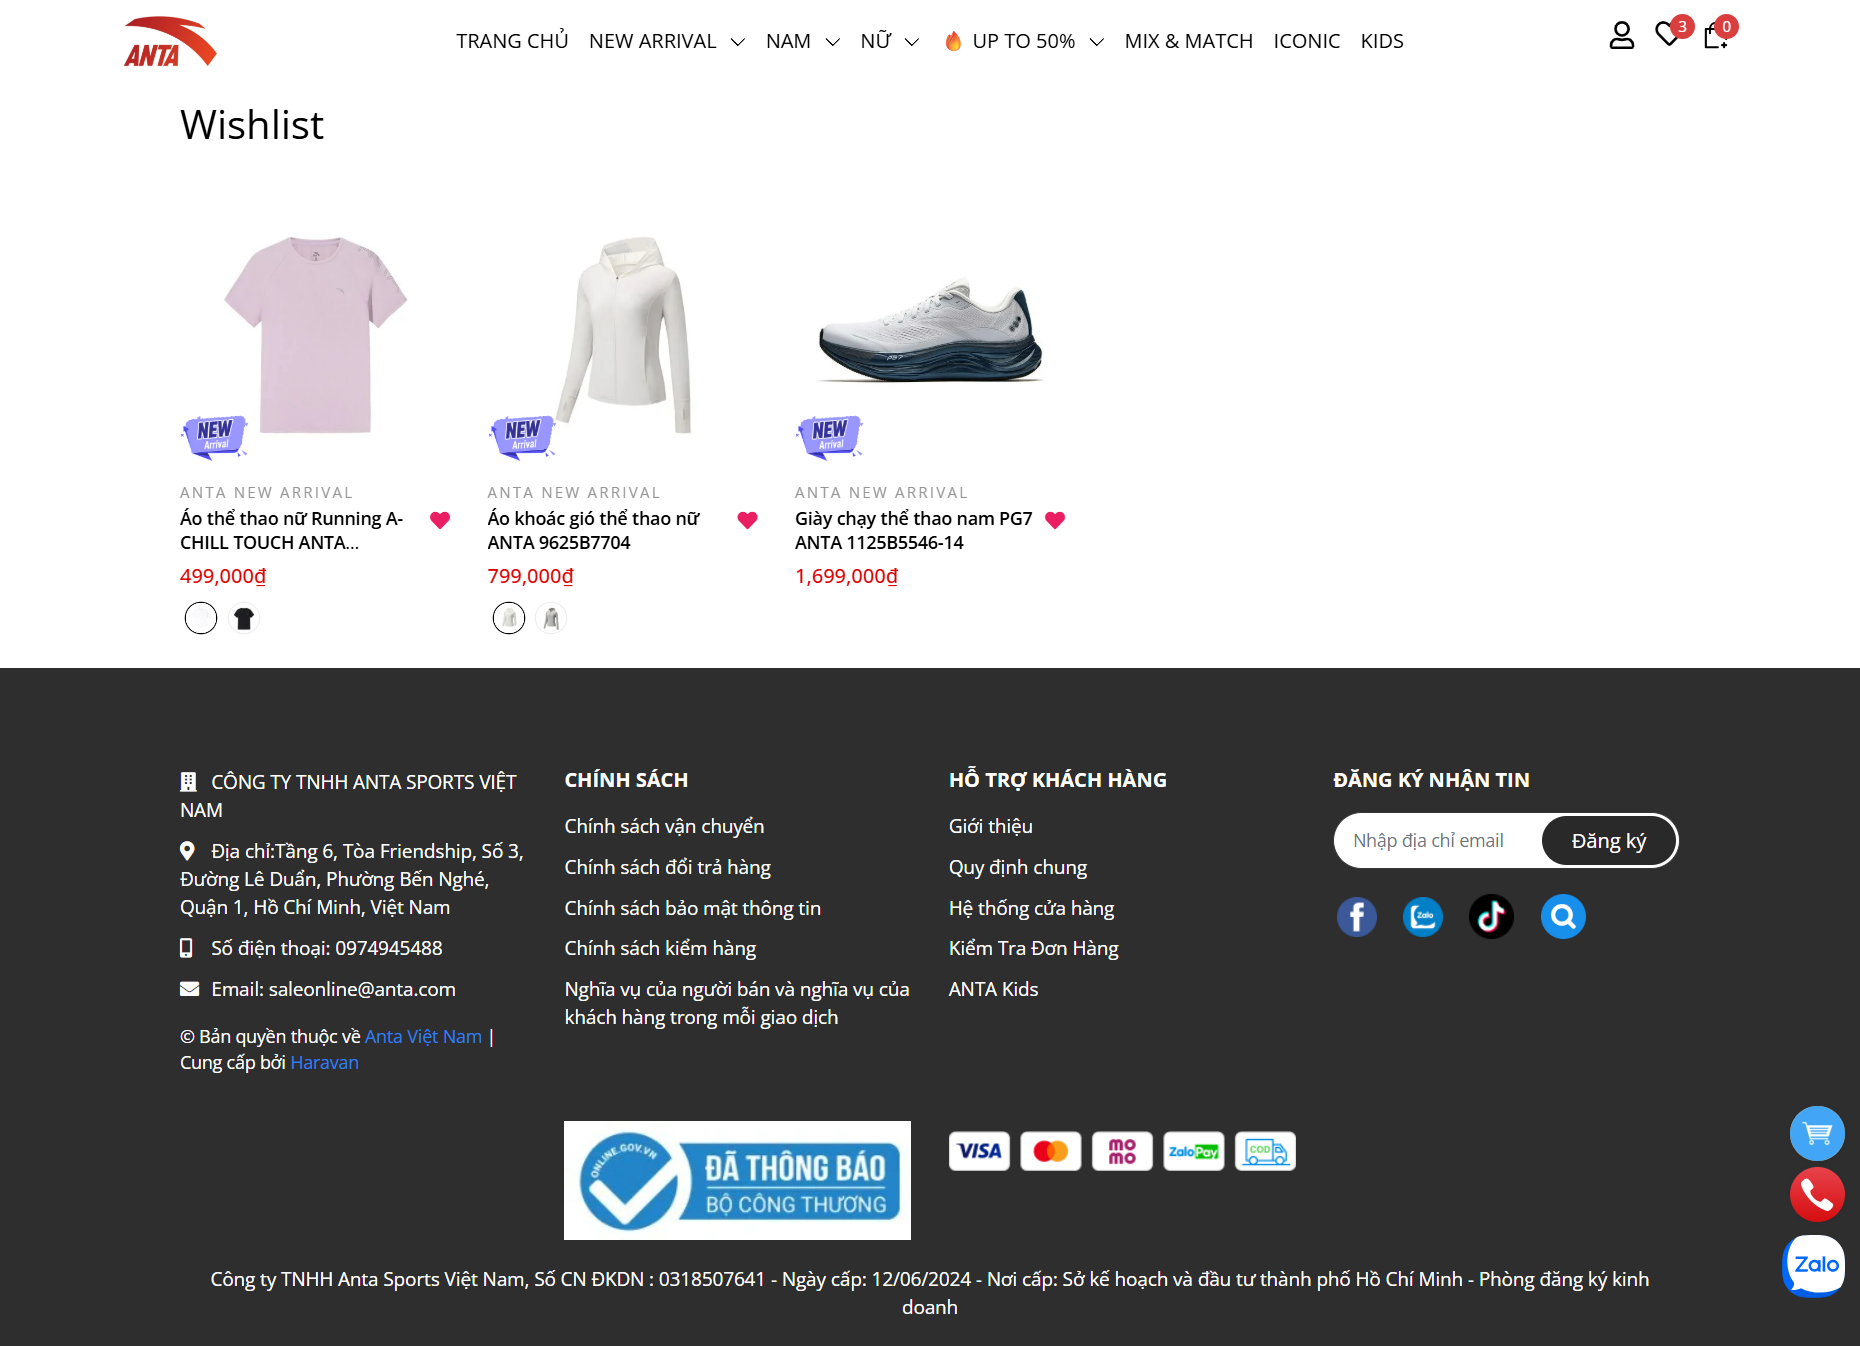 ANTA
TRANG CHỦ NEW ARRIVAL NAM NỮ UP TO 50% MIX & MATCH ICONIC KIDS
3
0
Wishlist
NEW
Arrival
NEW
Arrival
PG7
NEW
Arrival
ANTA NEW ARRIVAL
Áo thể thao nữ Running A-
CHILL TOUCH ANTA...
499,000₫
ANTA NEW ARRIVAL
Áo khoác gió thể thao nữ
ANTA 9625B7704
799,000₫
ANTA NEW ARRIVAL
Giày chạy thể thao nam PG7
ANTA 1125B5546-14
1,699,000₫
CÔNG TY TNHH ANTA SPORTS VIỆT
NAM
Địa chỉ:Tầng 6, Tòa Friendship, Số 3,
Đường Lê Duẩn, Phường Bến Nghé,
Quận 1, Hồ Chí Minh, Việt Nam
Số điện thoại: 0974945488
Email: saleonline@anta.com
© Bản quyền thuộc về Anta Việt Nam |
Cung cấp bởi Haravan
CHÍNH SÁCH
Chính sách vận chuyển
Chính sách đổi trả hàng
Chính sách bảo mật thông tin
Chính sách kiểm hàng
Nghĩa vụ của người bán và nghĩa vụ của
khách hàng trong mỗi giao dịch
HỖ TRỢ KHÁCH HÀNG
Giới thiệu
Quy định chung
Hệ thống cửa hàng
Kiểm Tra Đơn Hàng
ANTA Kids
ĐĂNG KÝ NHẬN TIN
Nhập địa chỉ email Đăng ký
Zalo
ONLINE.GOV.VN
ĐÃ THÔNG BÁO
BỘ CÔNG THƯƠNG
VISA
MO
MO
ZaloPay
COD
Zalo
Công ty TNHH Anta Sports Việt Nam, Số CN ĐKDN : 0318507641 - Ngày cấp: 12/06/2024 - Nơi cấp: Sở kế hoạch và đầu tư thành phố Hồ Chí Minh - Phòng đăng ký kinh
doanh